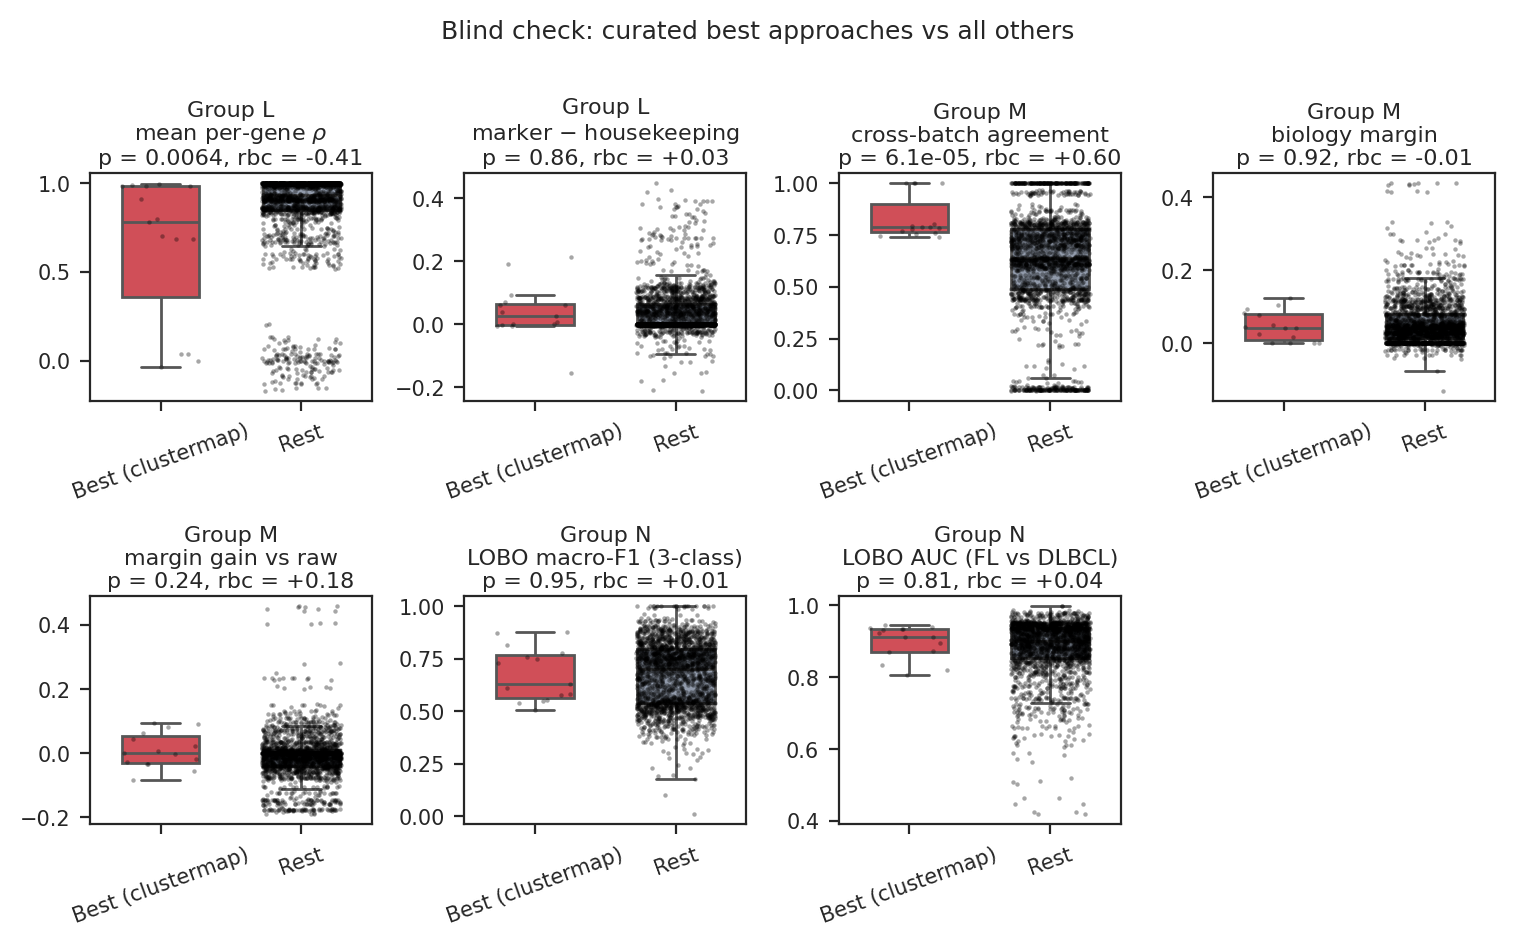 Blind check: curated best approaches vs all others
Group L
mean per-gene ρ
p = 0.0064, rbc = -0.41
1.0
0.5
0.0
Best (clustermap)
Rest
Group L
marker − housekeeping
p = 0.86, rbc = +0.03
0.4
0.2
0.0
−0.2
Best (clustermap)
Rest
Group M
cross-batch agreement
p = 6.1e-05, rbc = +0.60
1.00
0.75
0.50
0.25
0.00
Best (clustermap)
Rest
Group M
biology margin
p = 0.92, rbc = -0.01
0.4
0.2
0.0
Best (clustermap)
Rest
Group M
margin gain vs raw
p = 0.24, rbc = +0.18
0.4
0.2
0.0
−0.2
Best (clustermap)
Rest
Group N
LOBO macro-F1 (3-class)
p = 0.95, rbc = +0.01
1.00
0.75
0.50
0.25
0.00
Best (clustermap)
Rest
Group N
LOBO AUC (FL vs DLBCL)
p = 0.81, rbc = +0.04
1.0
0.8
0.6
0.4
Best (clustermap)
Rest